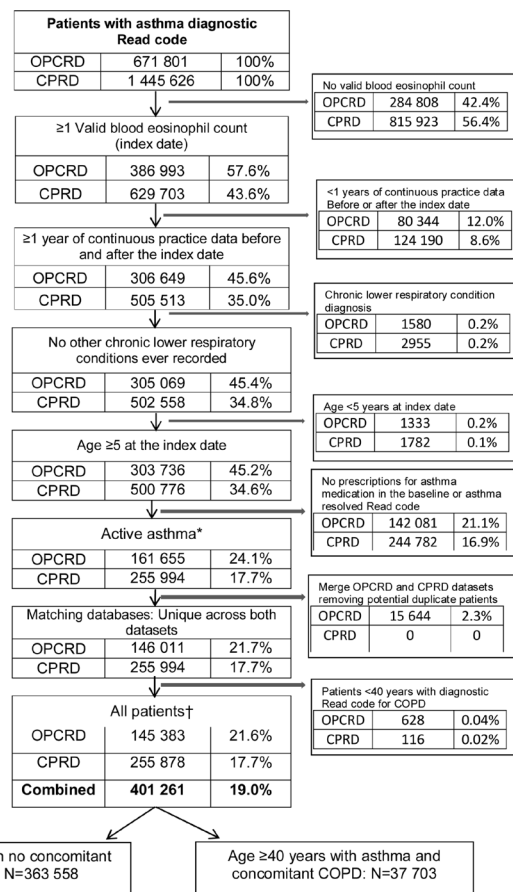 Patients with asthma diagnostic
Read code
OPCRD 671 801 100%
CPRD 1 445 626 100%
No valid blood eosinophil count
OPCRD 284 808 42.4%
CPRD 815 923 56.4%
≥1 Valid blood eosinophil count
(index date)
OPCRD 386 993 57.6%
CPRD 629 703 43.6%
<1 years of continuous practice data
Before or after the index date
OPCRD 80 344 12.0%
CPRD 124 190 8.6%
≥1 year of continuous practice data before
and after the index date
OPCRD 306 649 45.6%
CPRD 505 513 35.0%
Chronic lower respiratory condition
diagnosis
OPCRD 1580 0.2%
CPRD 2955 0.2%
No other chronic lower respiratory
conditions ever recorded
OPCRD 305 069 45.4%
CPRD 502 558 34.8%
Age <5 years at index date
OPCRD 1333 0.2%
CPRD 1782 0.1%
Age ≥5 at the index date
OPCRD 303 736 45.2%
CPRD 500 776 34.6%
No prescriptions for asthma
medication in the baseline or asthma
resolved Read code
OPCRD 142 081 21.1%
CPRD 244 782 16.9%
Active asthma*
OPCRD 161 655 24.1%
CPRD 255 994 17.7%
Merge OPCRD and CPRD datasets
removing potential duplicate patients
OPCRD 15 644 2.3%
CPRD 0 0
Matching databases: Unique across both
datasets
OPCRD 146 011 21.7%
CPRD 255 994 17.7%
Patients <40 years with diagnostic
Read code for COPD
OPCRD 628 0.04%
CPRD 116 0.02%
All patients†
OPCRD 145 383 21.6%
CPRD 255 878 17.7%
Combined 401 261 19.0%
no concomitant
N=363 558
Age ≥40 years with asthma and
concomitant COPD: N=37 703